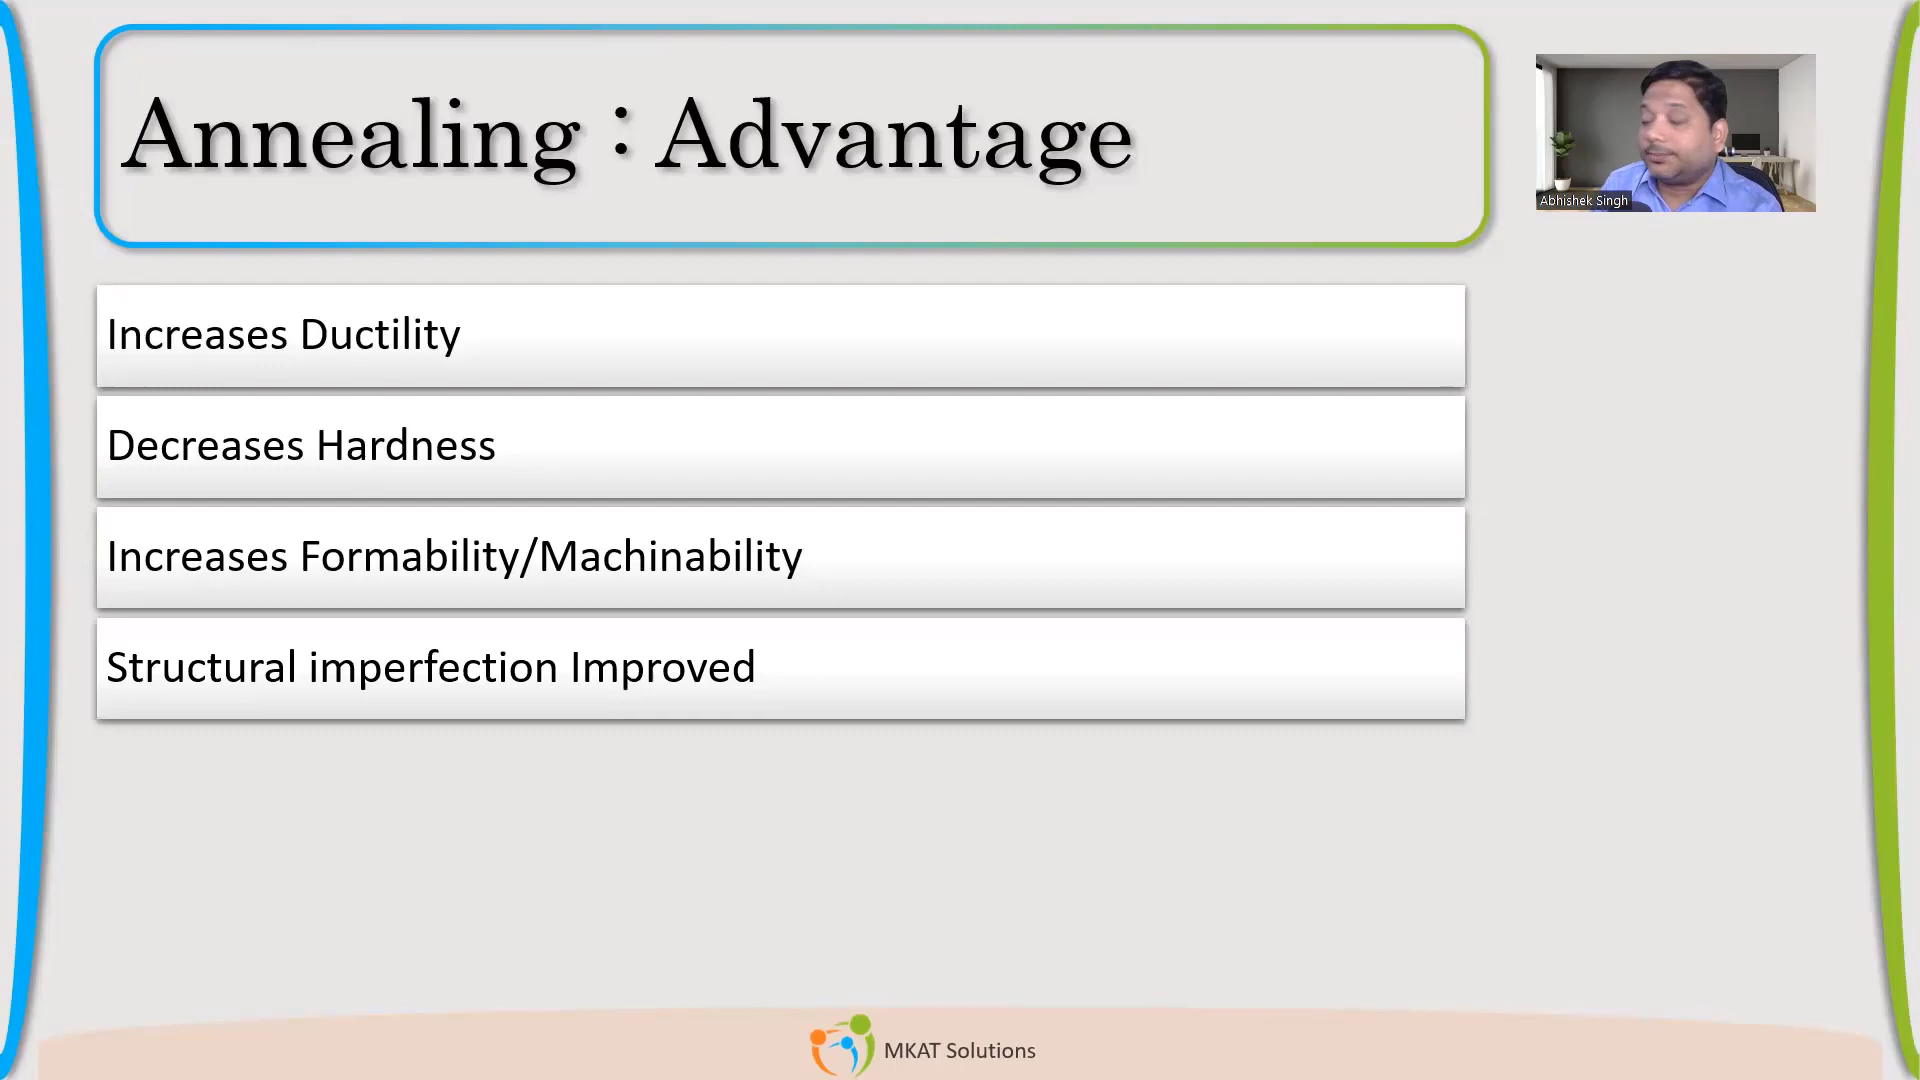 Annealing : Advantage
Abhishek Singh
Increases Ductility
Decreases Hardness
Increases Formability/Machinability
Structural imperfection Improved
MKAT Solutions